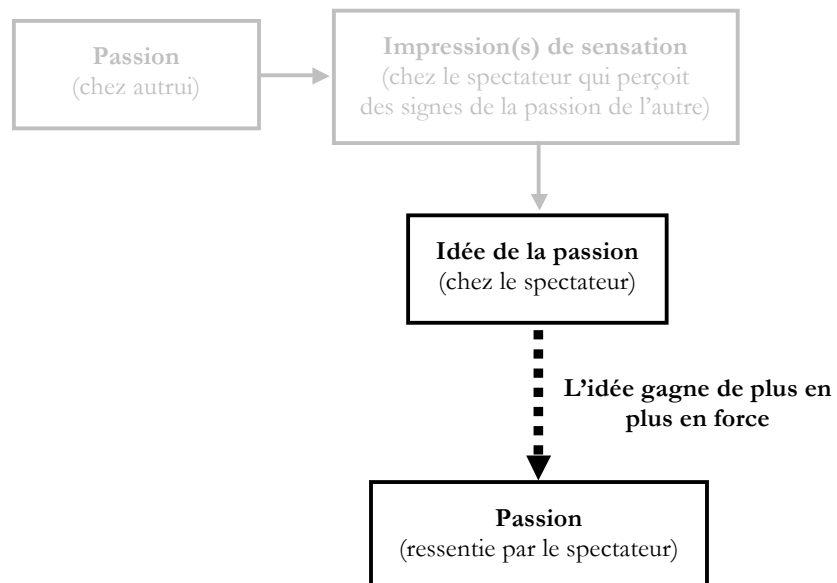 Passion
(chez autrui)
Impression(s) de sensation
(chez le spectateur qui perçoit
des signes de la passion de l’autre)
Idée de la passion
(chez le spectateur)
L’idée gagne de plus en
plus en force
Passion
(ressentie par le spectateur)